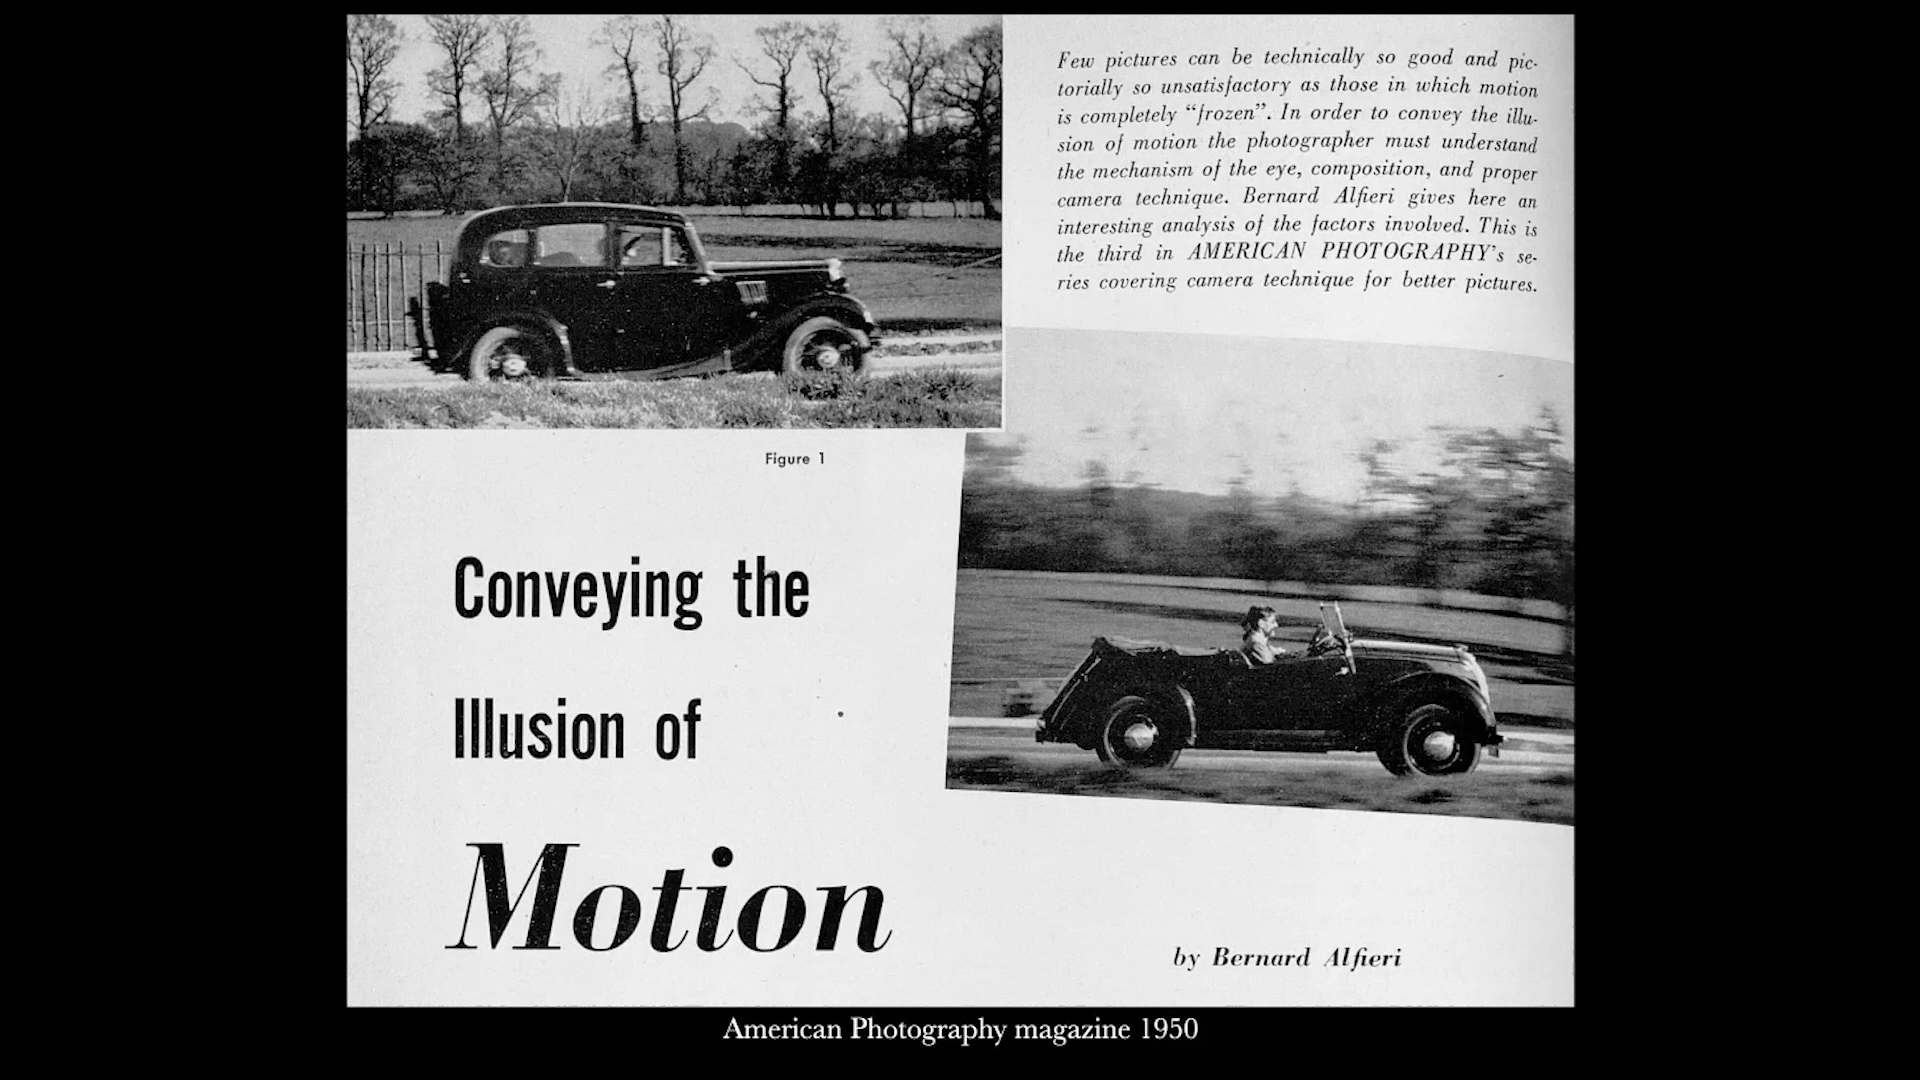 Few pictures can be technically so good and pic-
torially so unsatisfactory as those in which motion
is completely “frozen”. In order to convey the illu-
sion of motion the photographer must understand
the mechanism of the eye, composition, and proper
camera technique. Bernard Alfieri gives here an
interesting analysis of the factors involved. This is
the third in AMERICAN PHOTOGRAPHY's se-
ries covering camera technique for better pictures.
Figure 1
Conveying the
Illusion of
Motion
by Bernard Alfieri
American Photography magazine 1950